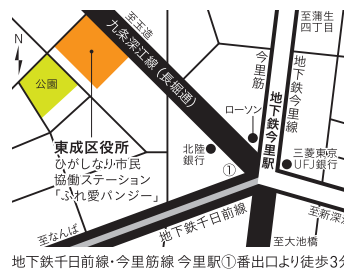 至玉造
至蒲生
四丁目
N
九条深江線(長堀通)
今里筋
地下鉄今里線
公園
地下鉄今里駅
ローソン
東成区役所
ひがしなり市民
協働ステーション
「ふれ愛パンジー」
北陸
銀行
三菱東京
UFJ銀行
①
至なんば
地下鉄千日前線
至新深
至大池橋
地下鉄千日前線・今里筋線 今里駅①番出口より徒歩3分